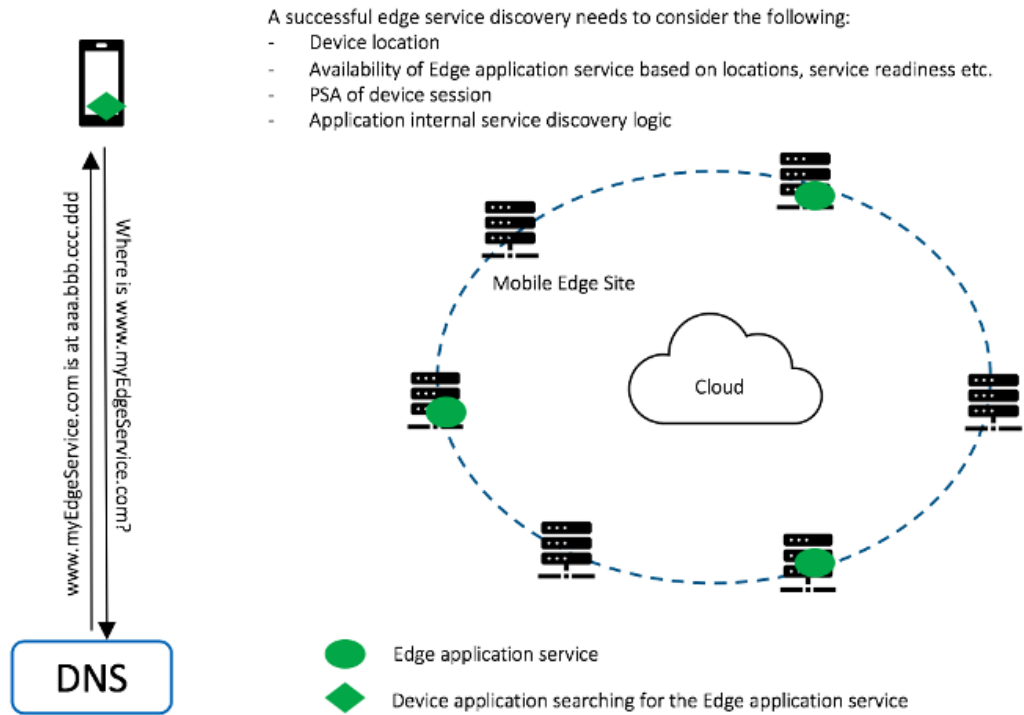 A successful edge service discovery needs to consider the following:
- Device location
- Availability of Edge application service based on locations, service readiness etc.
- PSA of device session
- Application internal service discovery logic
www.myEdgeService.com is at aaa.bbb.ccc.ddd
Where is www.myEdgeService.com?
Mobile Edge Site
Cloud
DNS
Edge application service
Device application searching for the Edge application service